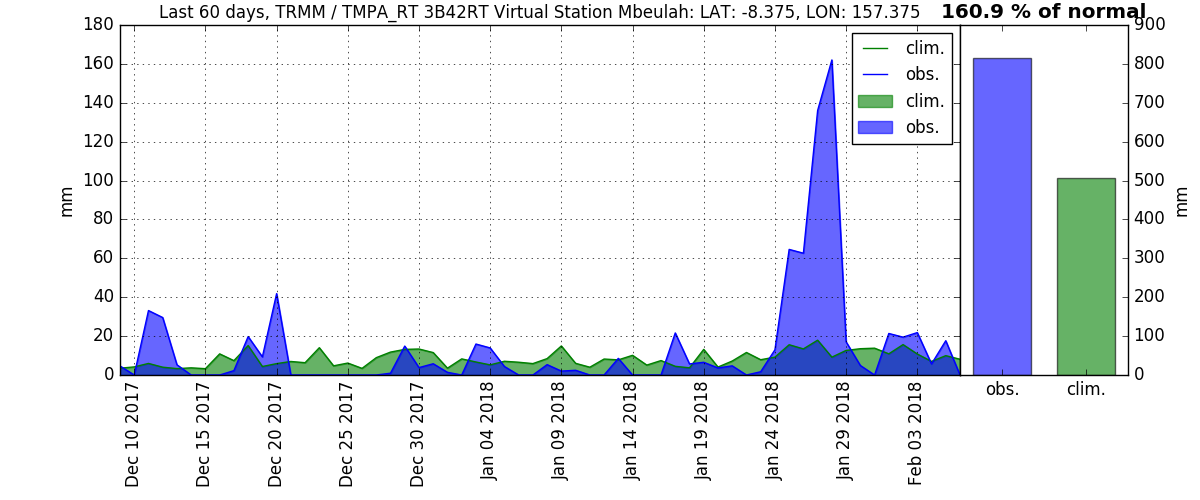 Last 60 days, TRMM / TMPA_RT 3B42RT Virtual Station Mbeulah: LAT: -8.375, LON: 157.375
160.9 % of normal
180
160
140
120
100
80
60
40
20
0
mm
clim.
obs.
clim.
obs.
900
800
700
600
500
400
300
200
100
0
mm
Dec 10 2017
Dec 15 2017
Dec 20 2017
Dec 25 2017
Dec 30 2017
Jan 04 2018
Jan 09 2018
Jan 14 2018
Jan 19 2018
Jan 24 2018
Jan 29 2018
Feb 03 2018
obs.
clim.